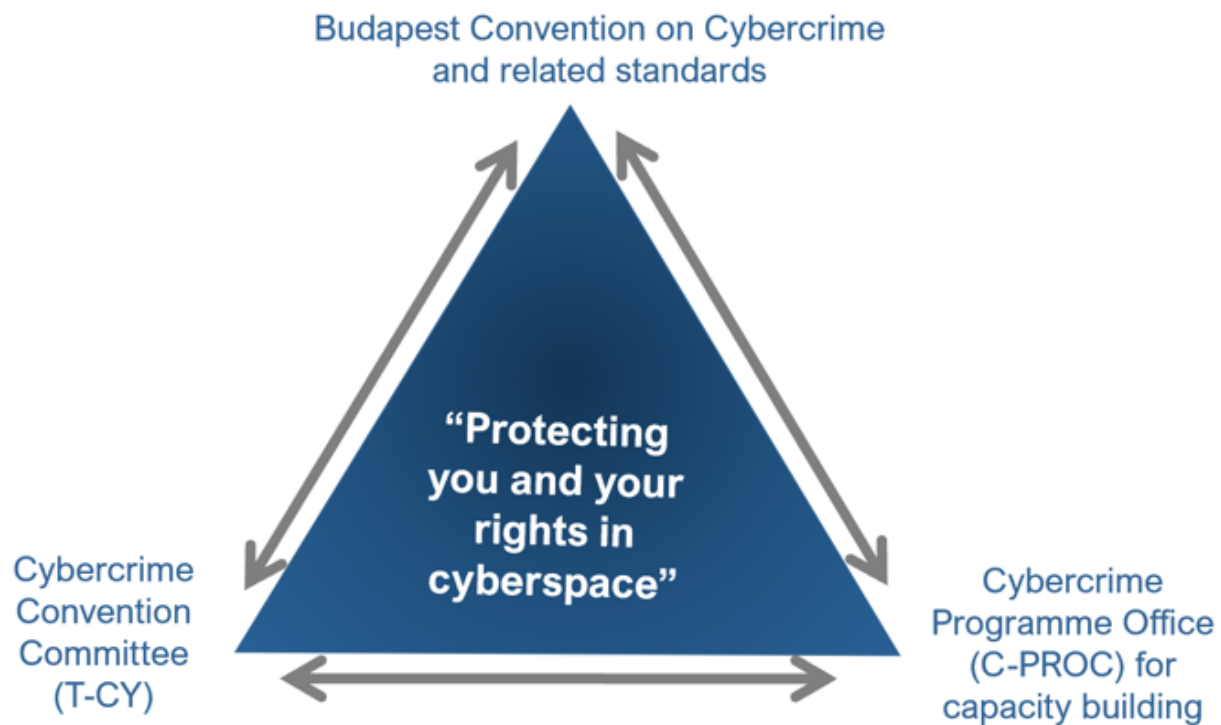 Budapest Convention on Cybercrime
and related standards
“Protecting
you and your
rights in
cyberspace”
Cybercrime
Convention
Committee
(T-CY)
Cybercrime
Programme Office
(C-PROC) for
capacity building